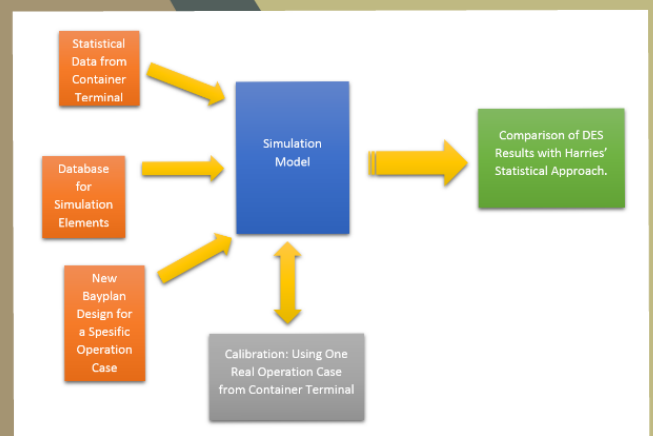 Statistical
Data from
Container
Terminal
Database
for
Simulation
Elements
New
Bayplan
Design for
a Spesific
Operation
Case
Simulation
Model
Calibration: Using One
Real Operation Case
from Container Terminal
Comparison of DES
Results with Harries'
Statistical Approach.